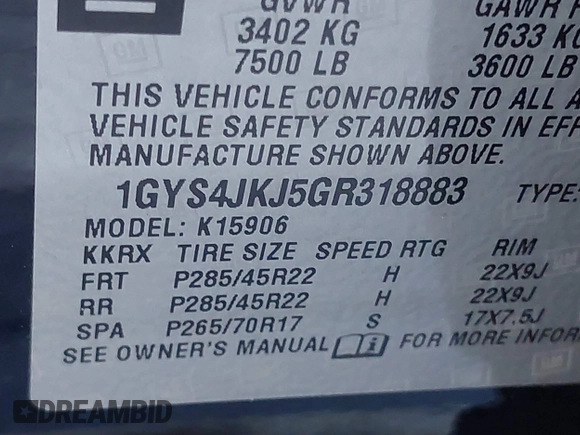 GVWR
3402 KG
7500 LB
GAWR
1633 KG
3600 LB
THIS VEHICLE CONFORMS TO ALL A
VEHICLE SAFETY STANDARDS IN EFF
MANUFACTURE SHOWN ABOVE.
1GYS4JKJ5GR318883 TYPE:
MODEL: K15906
KKRX TIRE SIZE SPEED RTG RIM
FRT P285/45R22 H 22X9J
RR P285/45R22 H 22X9J
SPA P265/70R17 S 17X7.5J
SEE OWNER'S MANUAL i FOR MORE INFOR
DREAMBID